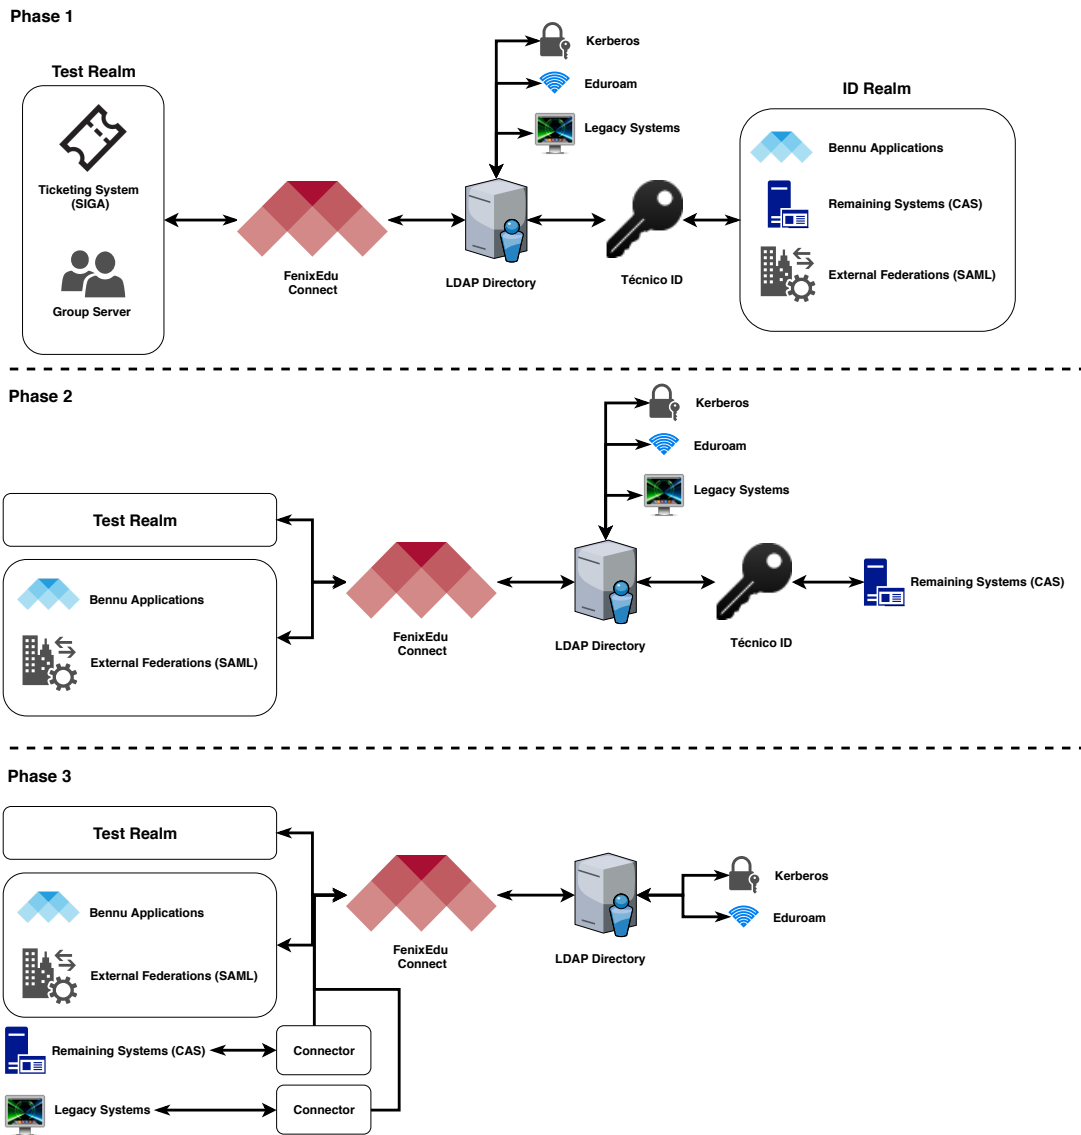 Phase 1
Test Realm
Ticketing System
(SIGA)
Group Server
FenixEdu
Connect
Kerberos
Eduroam
Legacy Systems
LDAP Directory
Técnico ID
ID Realm
Bennu Applications
Remaining Systems (CAS)
External Federations (SAML)
Phase 2
Test Realm
Bennu Applications
External Federations (SAML)
FenixEdu
Connect
Kerberos
Eduroam
Legacy Systems
LDAP Directory
Técnico ID
Remaining Systems (CAS)
Phase 3
Test Realm
Bennu Applications
External Federations (SAML)
Remaining Systems (CAS)
Connector
Legacy Systems
Connector
FenixEdu
Connect
LDAP Directory
Kerberos
Eduroam